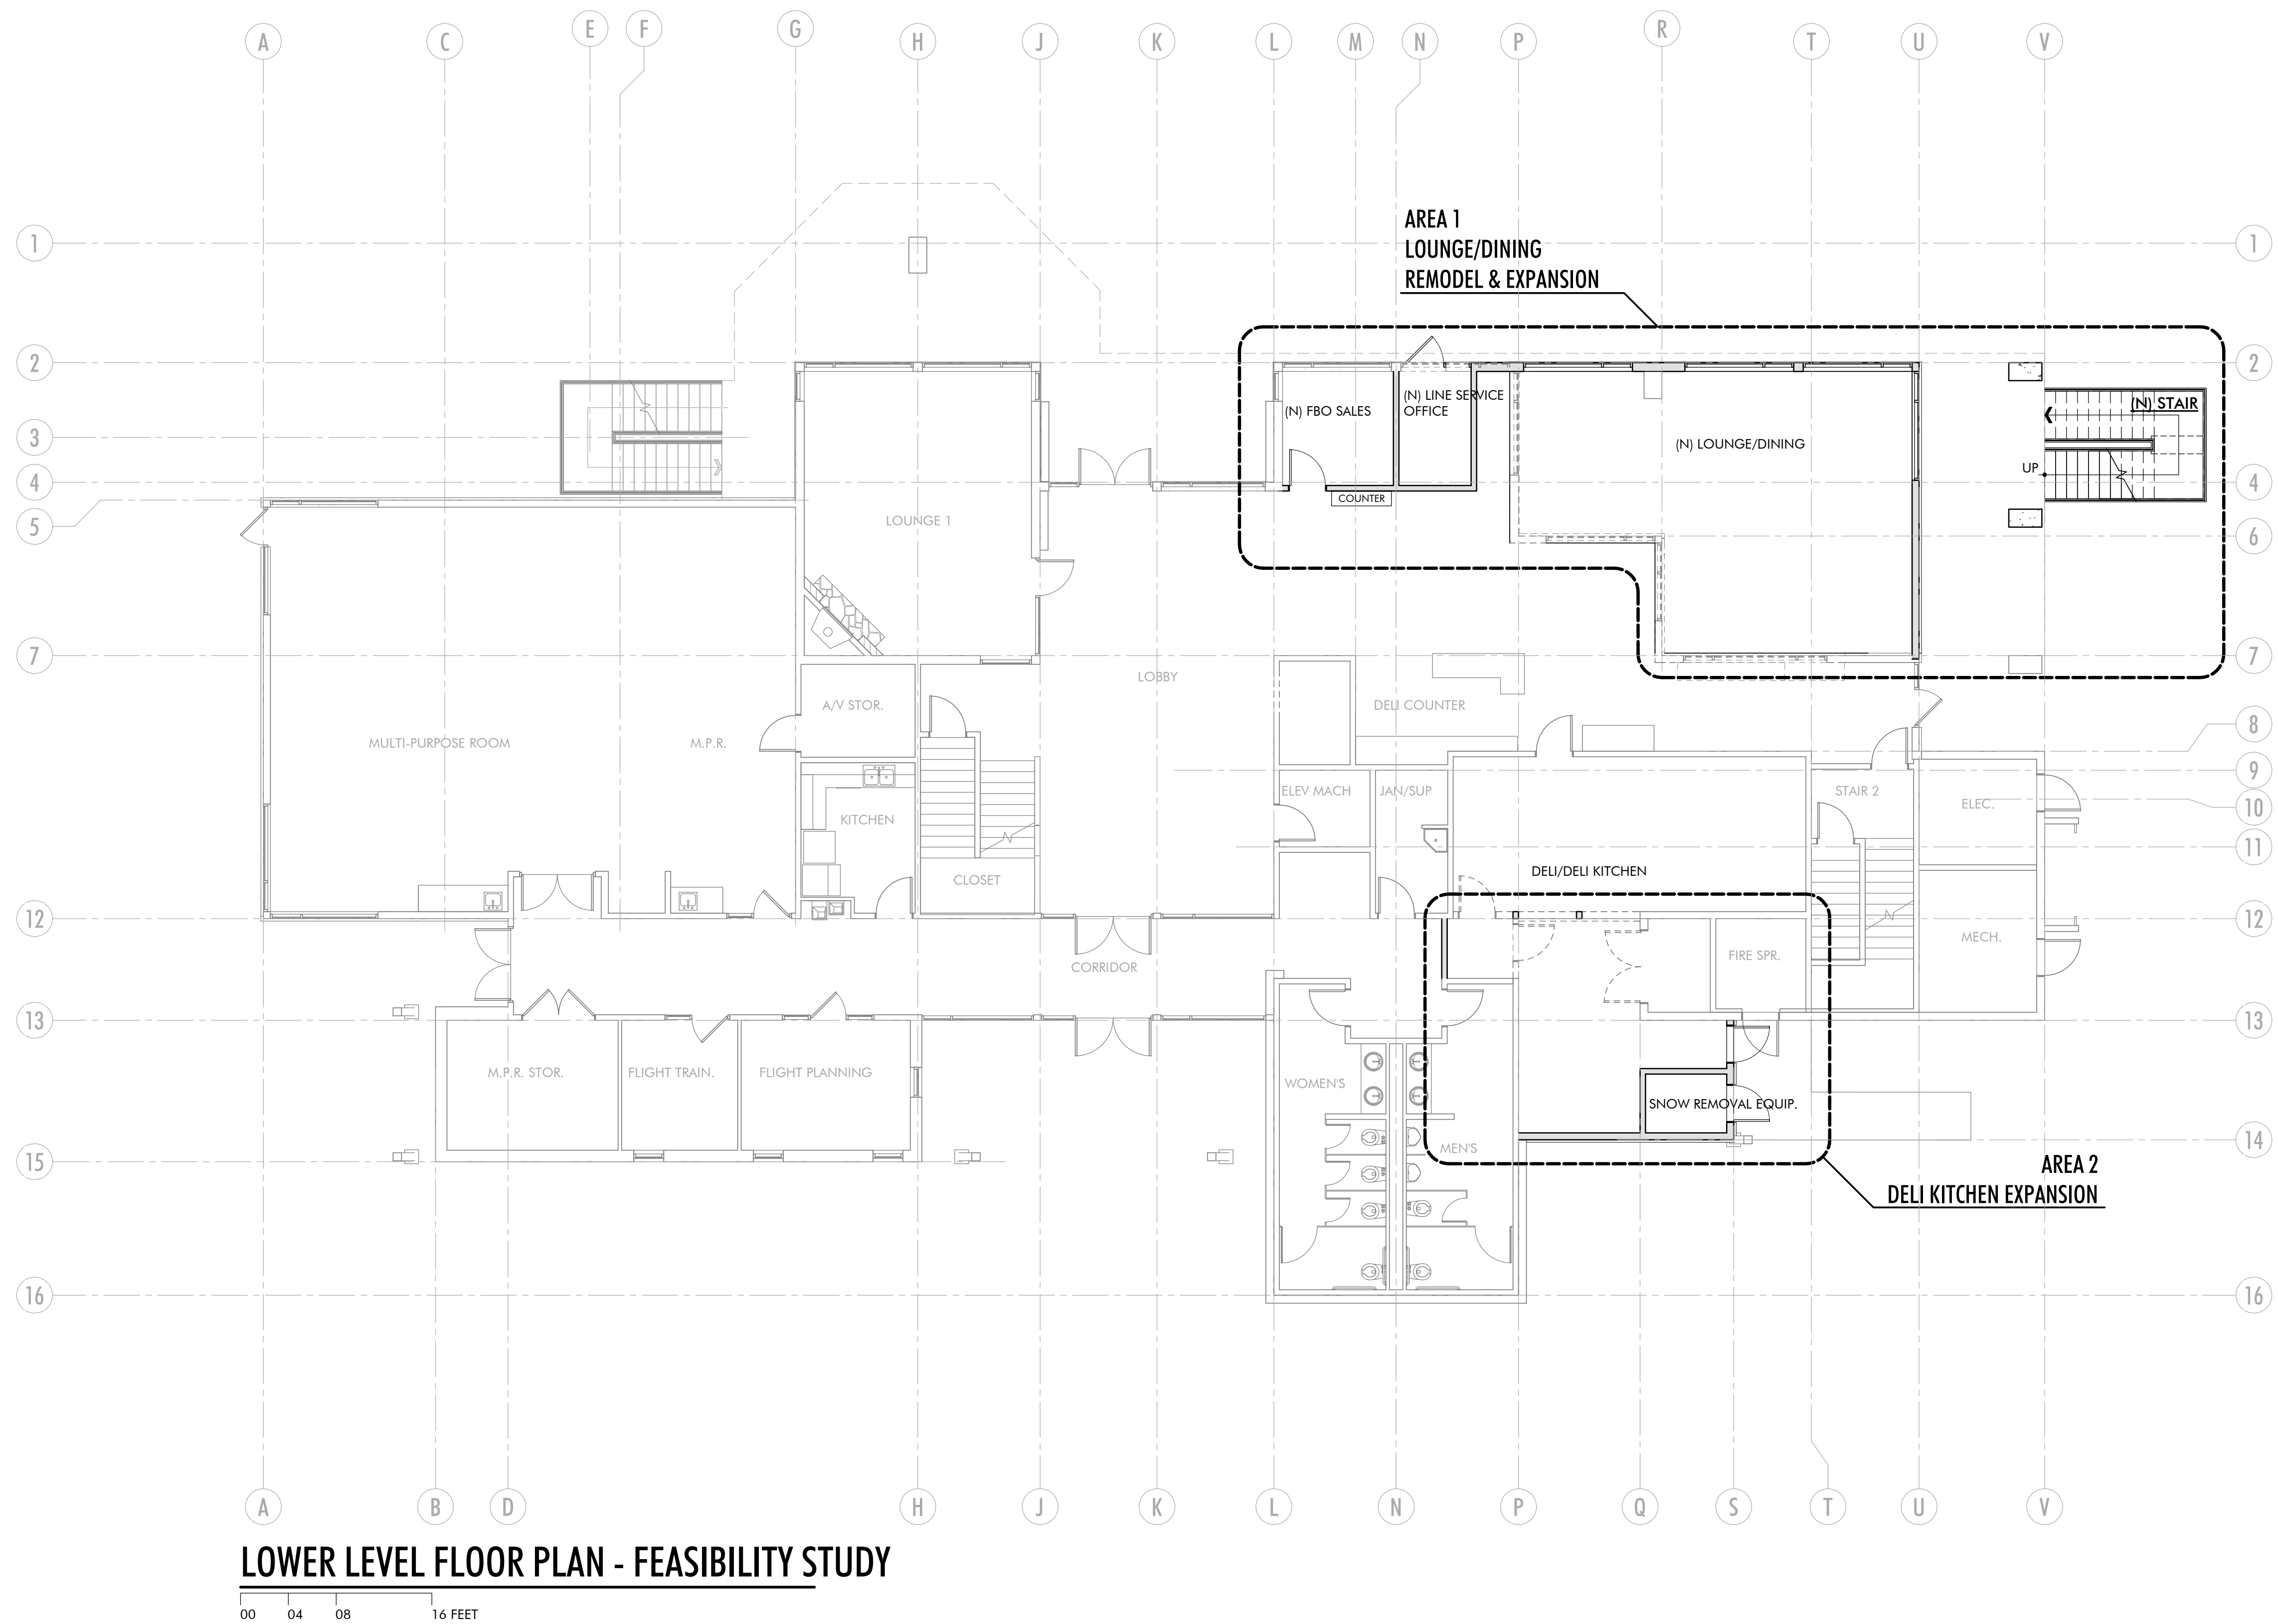 A C E F G H J K L M N P R T U V
1 1
AREA 1
LOUNGE/DINING
REMODEL & EXPANSION
2 2
(N) FBO SALES
(N) LINE SERVICE
OFFICE
(N) STAIR
3
(N) LOUNGE/DINING
UP
4 4
COUNTER
5
LOUNGE 1
6
7 7
LOBBY
A/V STOR.
DELI COUNTER
8
MULTI-PURPOSE ROOM
M.P.R.
9
ELEV MACH
JAN/SUP
STAIR 2
ELEC.
10
KITCHEN
11
DELI/DELI KITCHEN
CLOSET
12 12
MECH.
FIRE SPR.
CORRIDOR
13 13
M.P.R. STOR.
FLIGHT TRAIN.
FLIGHT PLANNING
WOMEN'S
SNOW REMOVAL EQUIP.
14
MEN'S
15
AREA 2
DELI KITCHEN EXPANSION
16 16
A B D H J K L N P Q S T U V
LOWER LEVEL FLOOR PLAN - FEASIBILITY STUDY
00 04 08 16 FEET